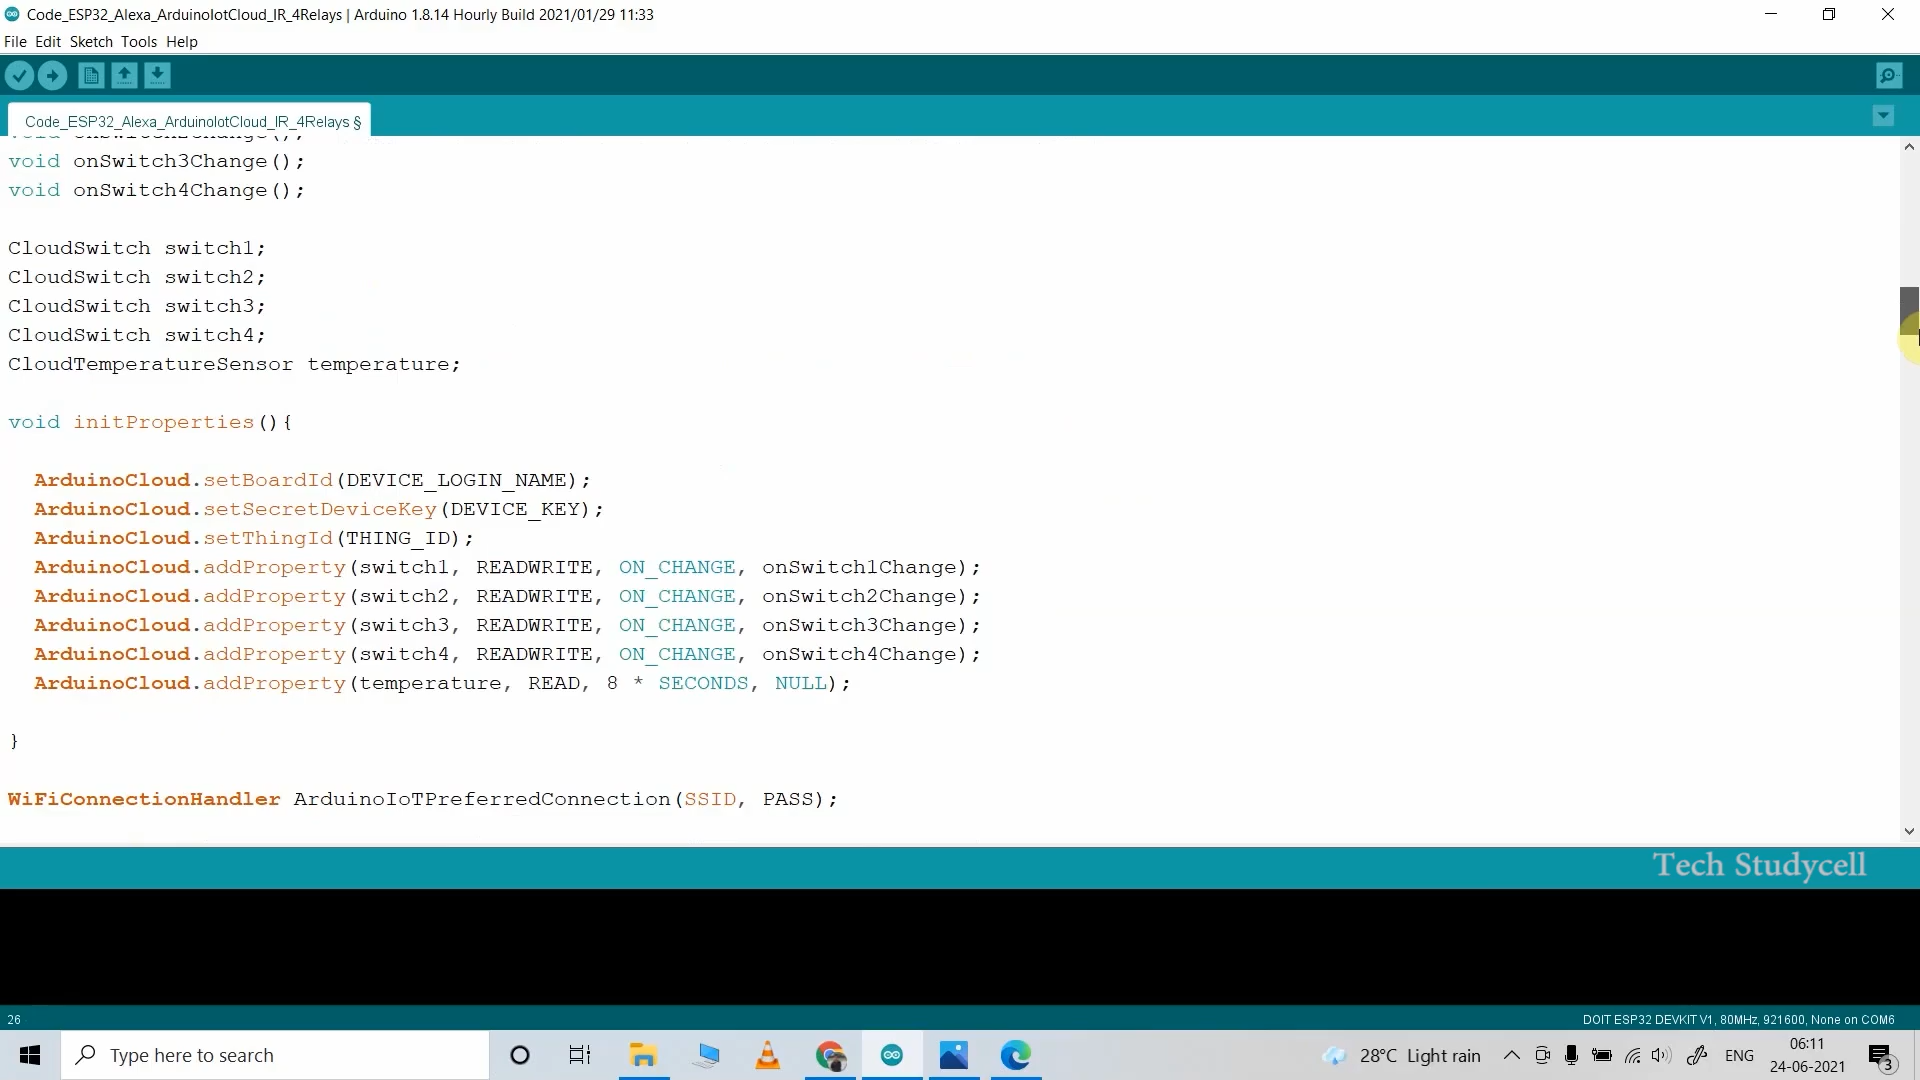 Code_ESP32_Alexa_ArduinoIotCloud_IR_4Relays | Arduino 1.8.14 Hourly Build 2021/01/29 11:33
File Edit Sketch Tools Help
Code_ESP32_Alexa_ArduinoIotCloud_IR_4Relays §
void onSwitch2Change();
void onSwitch3Change();
void onSwitch4Change();
CloudSwitch switch1;
CloudSwitch switch2;
CloudSwitch switch3;
CloudSwitch switch4;
CloudTemperatureSensor temperature;
void initProperties(){
ArduinoCloud.setBoardId(DEVICE_LOGIN_NAME);
ArduinoCloud.setSecretDeviceKey(DEVICE_KEY);
ArduinoCloud.setThingId(THING_ID);
ArduinoCloud.addProperty(switch1, READWRITE, ON_CHANGE, onSwitch1Change);
ArduinoCloud.addProperty(switch2, READWRITE, ON_CHANGE, onSwitch2Change);
ArduinoCloud.addProperty(switch3, READWRITE, ON_CHANGE, onSwitch3Change);
ArduinoCloud.addProperty(switch4, READWRITE, ON_CHANGE, onSwitch4Change);
ArduinoCloud.addProperty(temperature, READ, 8 * SECONDS, NULL);
}
WiFiConnectionHandler ArduinoIoTPreferredConnection(SSID, PASS);
Tech Studycell
26
DOIT ESP32 DEVKIT V1, 80MHz, 921600, None on COM6
Type here to search
28°C Light rain
ENG
06:11
24-06-2021
3